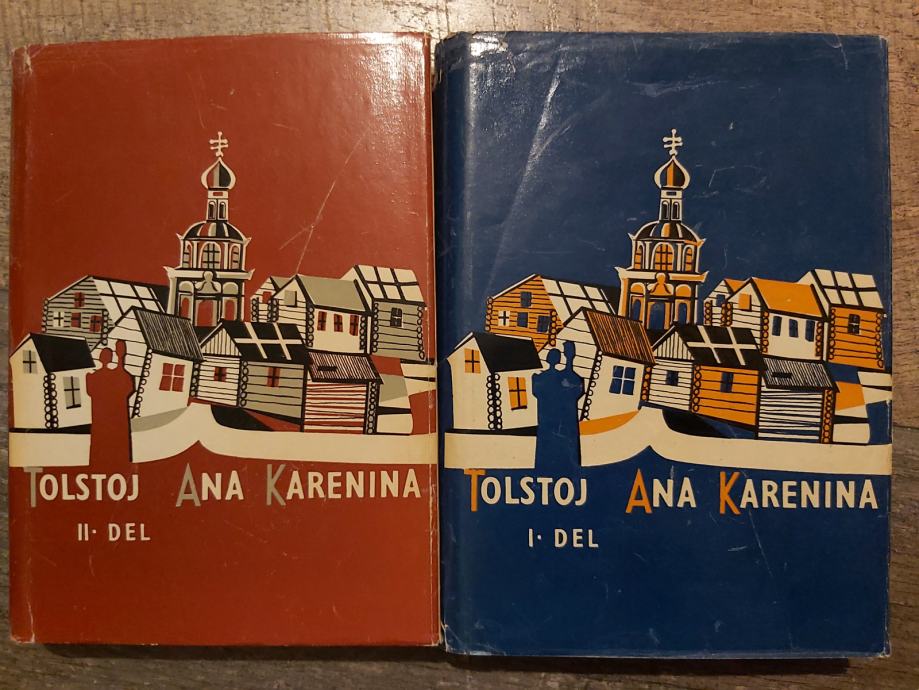 TOLSTOJ ANA KARENINA
II. DEL
TOLSTOJ ANA KARENINA
I. DEL